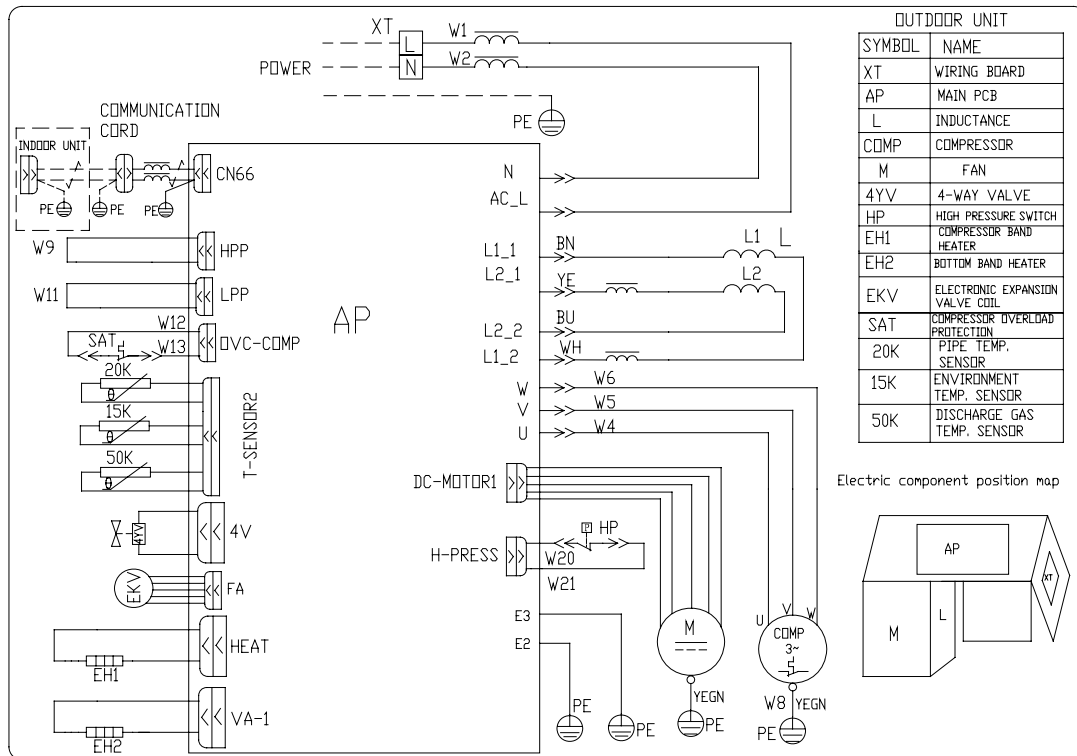 XT
L
W1
POWER
N
W2
PE
COMMUNICATION
CORD
INDOOR UNIT
PE
PE
PE
CN66
W9
HPP
W11
LPP
W12
SAT
W13
OVC-COMP
20K
θ
15K
θ
50K
θ
T-SENSOR2
4YV
4V
EKV
FA
EH1
HEAT
EH2
VA-1
AP
N
AC_L
L1_1
BN
L1
L
L2_1
YE
L2
L2_2
BU
L1_2
WH
W
W6
V
W5
U
W4
DC-MOTOR1
H-PRESS
P
HP
W20
W21
E3
E2
PE
PE
M
YEGN
PE
U
V
W
COMP
3~
W8
YEGN
PE
OUTDOOR UNIT
SYMBOL NAME
XT WIRING BOARD
AP MAIN PCB
L INDUCTANCE
COMP COMPRESSOR
M FAN
4YV 4-WAY VALVE
HP HIGH PRESSURE SWITCH
EH1 COMPRESSOR BAND
HEATER
EH2 BOTTOM BAND HEATER
EKV ELECTRONIC EXPANSION
VALVE COIL
SAT COMPRESSOR OVERLOAD
PROTECTION
20K PIPE TEMP.
SENSOR
15K ENVIRONMENT
TEMP. SENSOR
50K DISCHARGE GAS
TEMP. SENSOR
Electric component position map
AP
XT
M
L